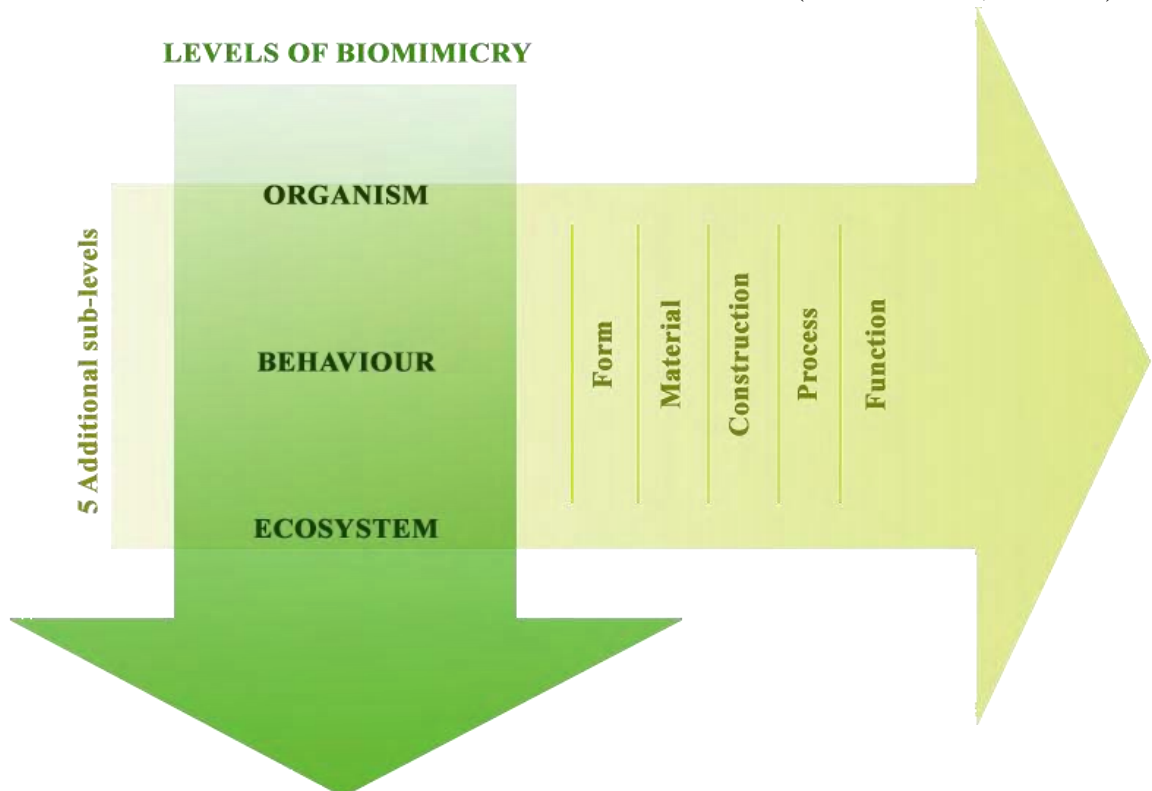 LEVELS OF BIOMIMICRY
ORGANISM
BEHAVIOUR
ECOSYSTEM
5 Additional sub-levels
Form
Material
Construction
Process
Function